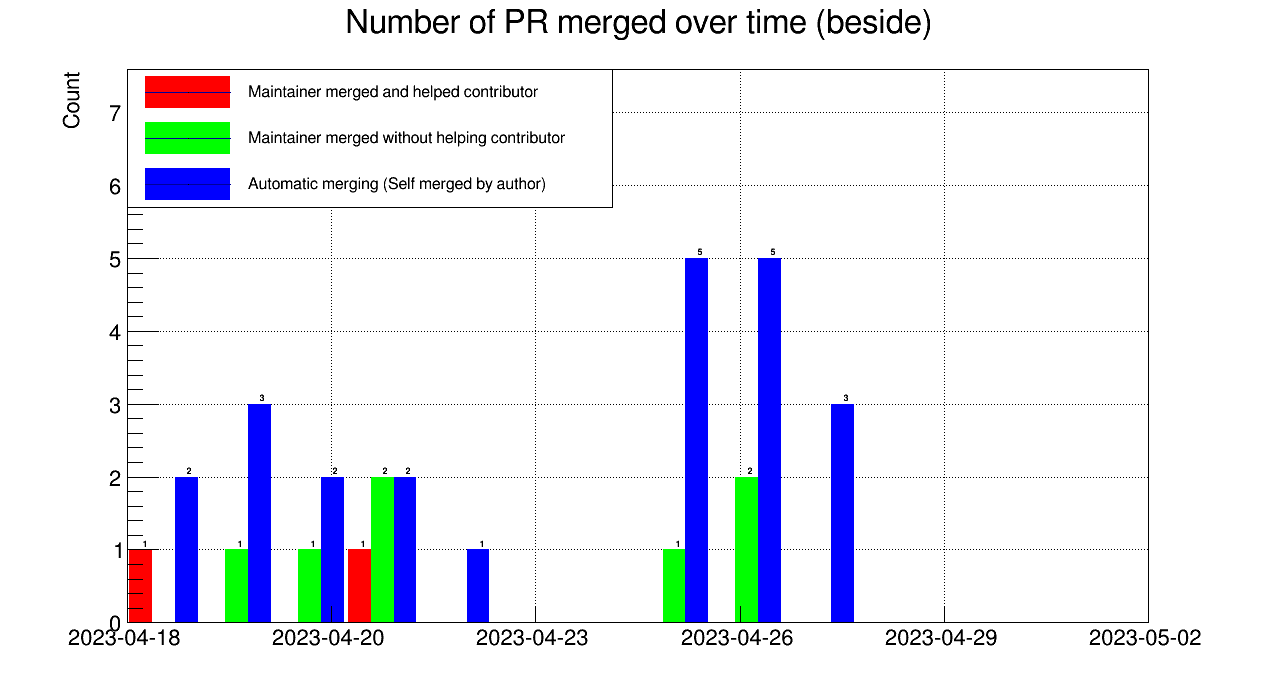 Number of PR merged over time (beside)
Count
Maintainer merged and helped contributor
Maintainer merged without helping contributor
Automatic merging (Self merged by author)
7
6
5
4
3
2
1
0
5 5
3 3
2 2 2 2 2
1 1 1 1 1 1
2023-04-18 2023-04-20 2023-04-23 2023-04-26 2023-04-29 2023-05-02